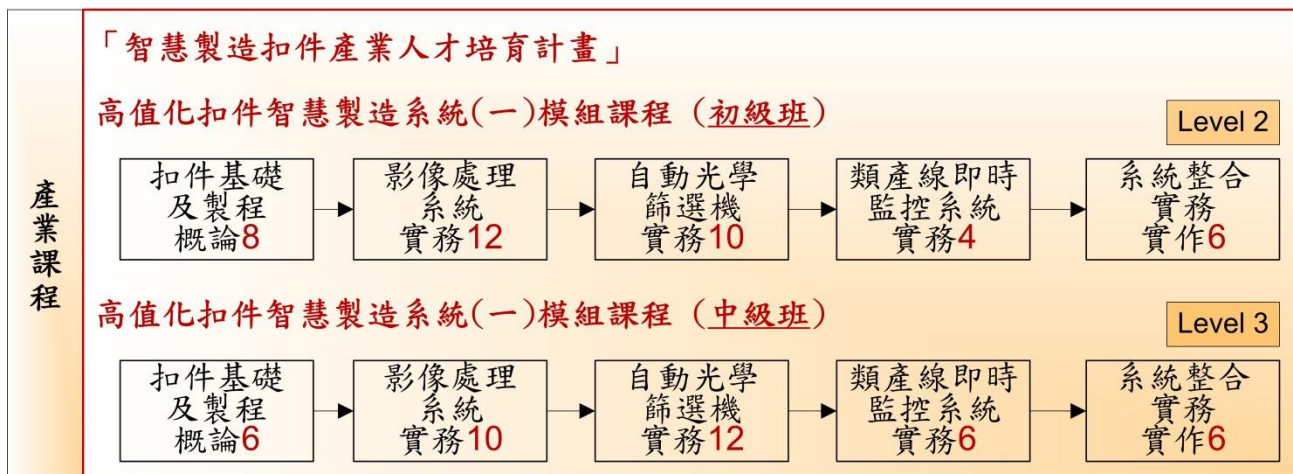 產業課程
「智慧製造扣件產業人才培育計畫」
高值化扣件智慧製造系統(一)模組課程（初級班）
Level 2
扣件基礎
及製程
概論8
影像處理
系統
實務12
自動光學
篩選機
實務10
類產線即時
監控系統
實務4
系統整合
實務
實作6
高值化扣件智慧製造系統(一)模組課程（中級班）
Level 3
扣件基礎
及製程
概論6
影像處理
系統
實務10
自動光學
篩選機
實務12
類產線即時
監控系統
實務6
系統整合
實務
實作6